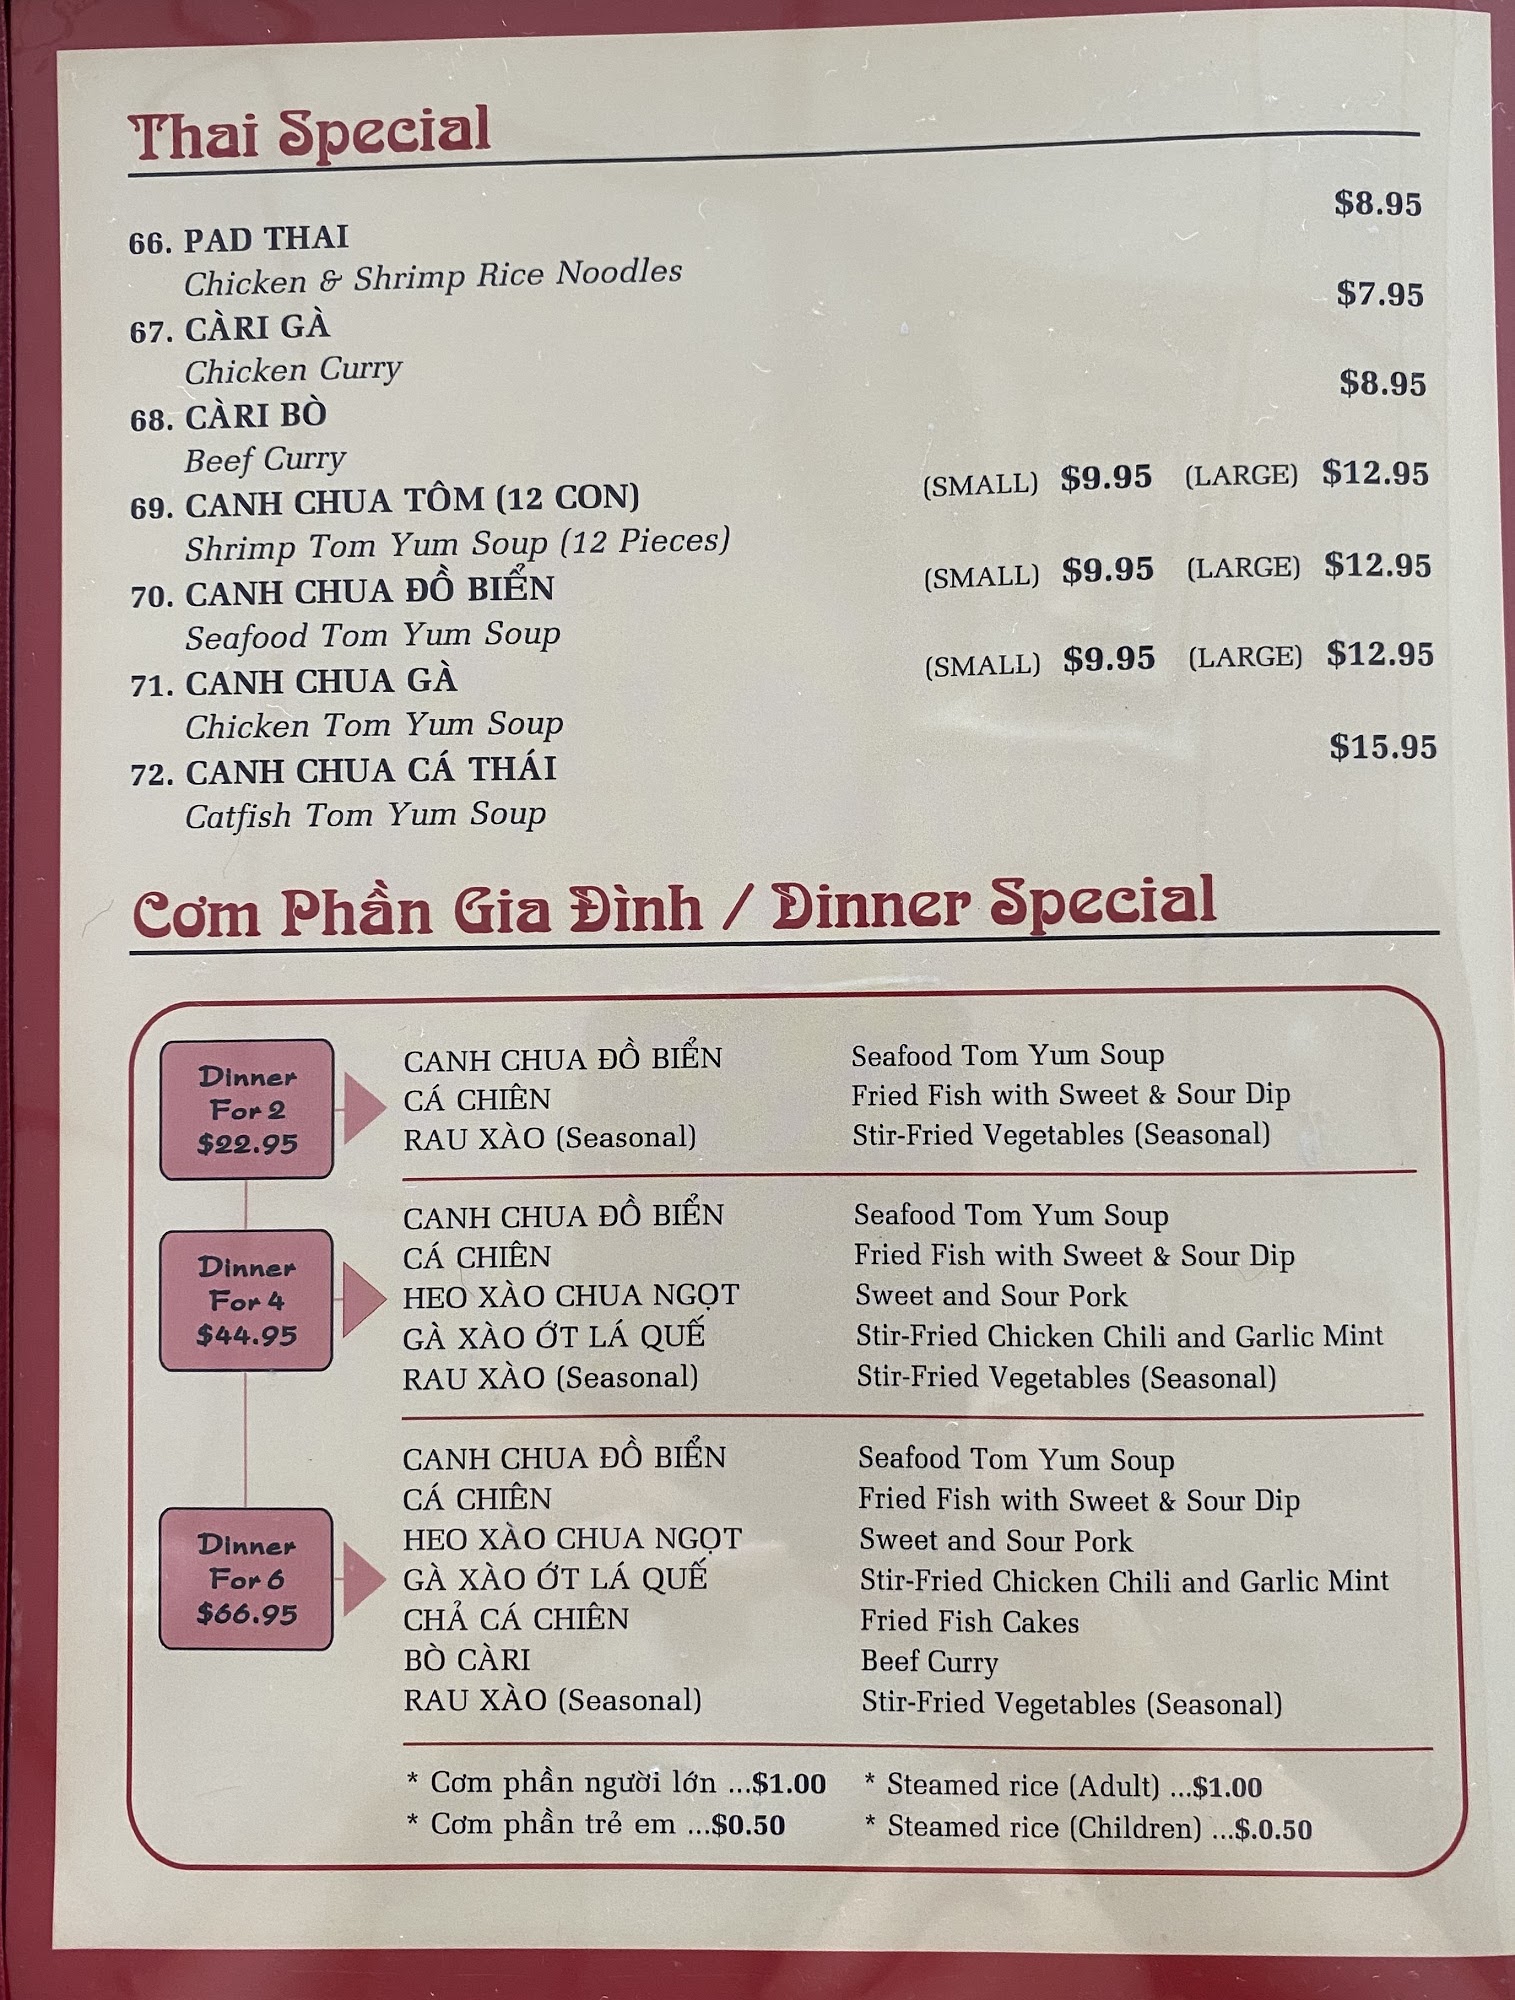 Thai Special
66. PAD THAI $8.95
Chicken & Shrimp Rice Noodles
67. CÀRI GÀ $7.95
Chicken Curry
68. CÀRI BÒ $8.95
Beef Curry
69. CANH CHUA TÔM (12 CON) (SMALL) $9.95 (LARGE) $12.95
Shrimp Tom Yum Soup (12 Pieces)
70. CANH CHUA ĐỒ BIỂN (SMALL) $9.95 (LARGE) $12.95
Seafood Tom Yum Soup
71. CANH CHUA GÀ (SMALL) $9.95 (LARGE) $12.95
Chicken Tom Yum Soup
72. CANH CHUA CÁ THÁI $15.95
Catfish Tom Yum Soup
Cơm Phần Gia Đình / Dinner Special
Dinner
For 2
$22.95
CANH CHUA ĐỒ BIỂN Seafood Tom Yum Soup
CÁ CHIÊN Fried Fish with Sweet & Sour Dip
RAU XÀO (Seasonal) Stir-Fried Vegetables (Seasonal)
Dinner
For 4
$44.95
CANH CHUA ĐỒ BIỂN Seafood Tom Yum Soup
CÁ CHIÊN Fried Fish with Sweet & Sour Dip
HEO XÀO CHUA NGỌT Sweet and Sour Pork
GÀ XÀO ỚT LÁ QUẾ Stir-Fried Chicken Chili and Garlic Mint
RAU XÀO (Seasonal) Stir-Fried Vegetables (Seasonal)
Dinner
For 6
$66.95
CANH CHUA ĐỒ BIỂN Seafood Tom Yum Soup
CÁ CHIÊN Fried Fish with Sweet & Sour Dip
HEO XÀO CHUA NGỌT Sweet and Sour Pork
GÀ XÀO ỚT LÁ QUẾ Stir-Fried Chicken Chili and Garlic Mint
CHẢ CÁ CHIÊN Fried Fish Cakes
BÒ CÀRI Beef Curry
RAU XÀO (Seasonal) Stir-Fried Vegetables (Seasonal)
* Cơm phần người lớn ...$1.00 * Steamed rice (Adult) ...$1.00
* Cơm phần trẻ em ...$0.50 * Steamed rice (Children) ...$.0.50